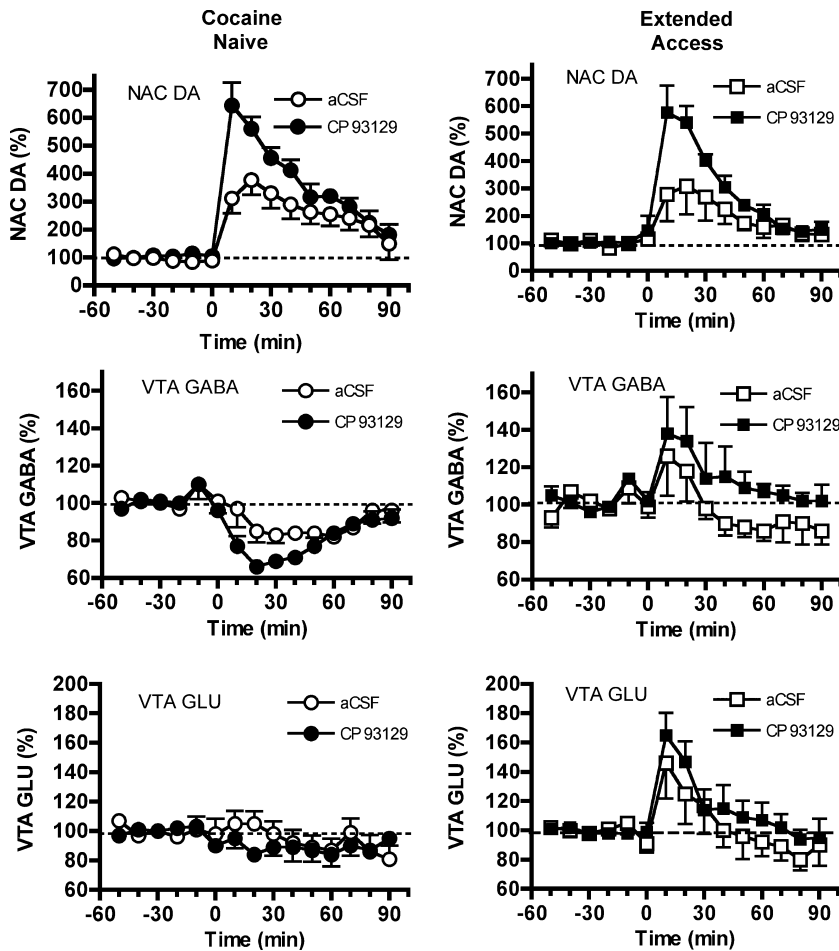 Cocaine
Naive
Extended
Access
NAC DA
aCSF
CP 93129
NAC DA (%)
700
600
500
400
300
200
100
0
-60 -30 0 30 60 90
Time (min)
NAC DA
aCSF
CP 93129
NAC DA (%)
700
600
500
400
300
200
100
0
-60 -30 0 30 60 90
Time (min)
VTA GABA
aCSF
CP 93129
VTA GABA (%)
160
140
120
100
80
60
-60 -30 0 30 60 90
Time (min)
VTA GABA
aCSF
CP 93129
VTA GABA (%)
160
140
120
100
80
60
-60 -30 0 30 60 90
Time (min)
VTA GLU
aCSF
CP 93129
VTA GLU (%)
200
180
160
140
120
100
80
60
-60 -30 0 30 60 90
Time (min)
VTA GLU
aCSF
CP 93129
VTA GLU (%)
200
180
160
140
120
100
80
60
-60 -30 0 30 60 90
Time (min)